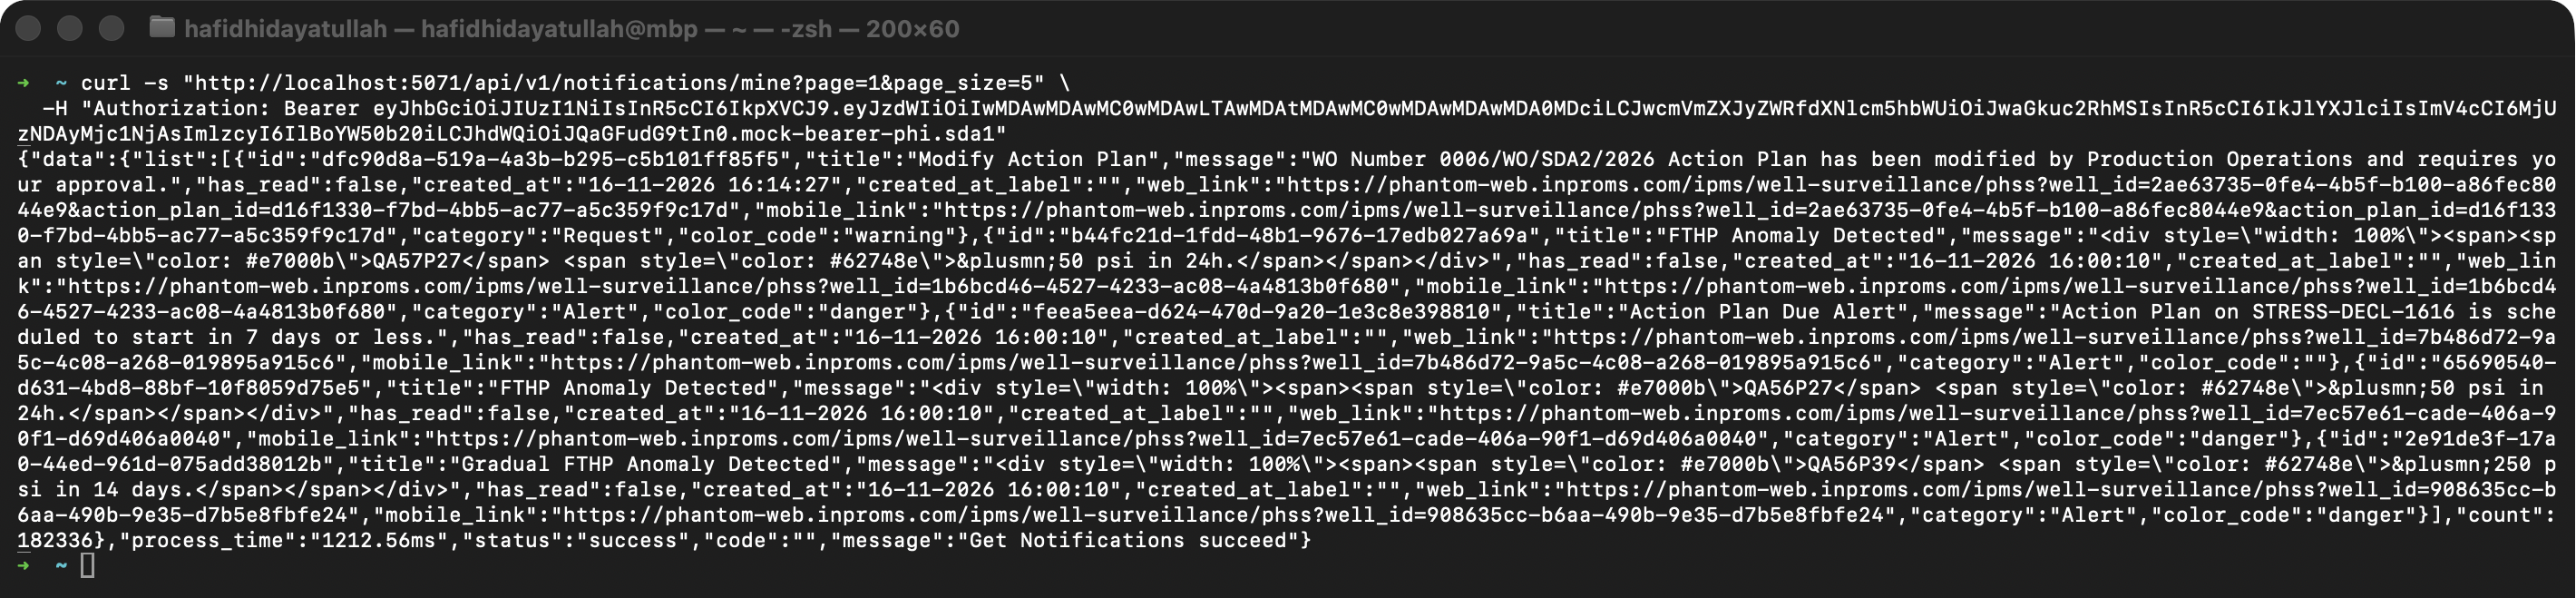 hafidhidayatullah — hafidhidayatullah@mbp — ~ — -zsh — 200×60
➜  ~ curl -s "http://localhost:5071/api/v1/notifications/mine?page=1&page_size=5" \
  -H "Authorization: Bearer eyJhbGciOiJIUzI1NiIsInR5cCI6IkpXVCJ9.eyJzdWIiOiIwMDAwMDAwMC0wMDAwLTAwMDAtMDAwMC0wMDAwMDAwMDA0MDciLCJwcmVmZXJyZWRfdXNlcm5hbWUiOiJwaGkuc2RhMSIsInR5cCI6IkJlYXJlciIsImV4cCI6MjU
zNDAyMjc1NjAsImlzcyI6IlBoYW50b20iLCJhdWQiOiJQaGFudG9tIn0.mock-bearer-phi.sda1"
{"data":{"list":[{"id":"dfc90d8a-519a-4a3b-b295-c5b101ff85f5","title":"Modify Action Plan","message":"WO Number 0006/WO/SDA2/2026 Action Plan has been modified by Production Operations and requires yo
ur approval.","has_read":false,"created_at":"16-11-2026 16:14:27","created_at_label":"","web_link":"https://phantom-web.inproms.com/ipms/well-surveillance/phss?well_id=2ae63735-0fe4-4b5f-b100-a86fec80
44e9&action_plan_id=d16f1330-f7bd-4bb5-ac77-a5c359f9c17d","mobile_link":"https://phantom-web.inproms.com/ipms/well-surveillance/phss?well_id=2ae63735-0fe4-4b5f-b100-a86fec8044e9&action_plan_id=d16f133
0-f7bd-4bb5-ac77-a5c359f9c17d","category":"Request","color_code":"warning"},{"id":"b44fc21d-1fdd-48b1-9676-17edb027a69a","title":"FTHP Anomaly Detected","message":"<div style=\"width: 100%\"><span><sp
an style=\"color: #e7000b\">QA57P27</span> <span style=\"color: #62748e\">&plusmn;50 psi in 24h.</span></span></div>","has_read":false,"created_at":"16-11-2026 16:00:10","created_at_label":"","web_lin
k":"https://phantom-web.inproms.com/ipms/well-surveillance/phss?well_id=1b6bcd46-4527-4233-ac08-4a4813b0f680","mobile_link":"https://phantom-web.inproms.com/ipms/well-surveillance/phss?well_id=1b6bcd4
6-4527-4233-ac08-4a4813b0f680","category":"Alert","color_code":"danger"},{"id":"feea5eea-d624-470d-9a20-1e3c8e398810","title":"Action Plan Due Alert","message":"Action Plan on STRESS-DECL-1616 is sche
duled to start in 7 days or less.","has_read":false,"created_at":"16-11-2026 16:00:10","created_at_label":"","web_link":"https://phantom-web.inproms.com/ipms/well-surveillance/phss?well_id=7b486d72-9a
5c-4c08-a268-019895a915c6","mobile_link":"https://phantom-web.inproms.com/ipms/well-surveillance/phss?well_id=7b486d72-9a5c-4c08-a268-019895a915c6","category":"Alert","color_code":""},{"id":"65690540-
d631-4bd8-88bf-10f8059d75e5","title":"FTHP Anomaly Detected","message":"<div style=\"width: 100%\"><span><span style=\"color: #e7000b\">QA56P27</span> <span style=\"color: #62748e\">&plusmn;50 psi in 
24h.</span></span></div>","has_read":false,"created_at":"16-11-2026 16:00:10","created_at_label":"","web_link":"https://phantom-web.inproms.com/ipms/well-surveillance/phss?well_id=7ec57e61-cade-406a-9
0f1-d69d406a0040","mobile_link":"https://phantom-web.inproms.com/ipms/well-surveillance/phss?well_id=7ec57e61-cade-406a-90f1-d69d406a0040","category":"Alert","color_code":"danger"},{"id":"2e91de3f-17a
0-44ed-961d-075add38012b","title":"Gradual FTHP Anomaly Detected","message":"<div style=\"width: 100%\"><span><span style=\"color: #e7000b\">QA56P39</span> <span style=\"color: #62748e\">&plusmn;250 p
si in 14 days.</span></span></div>","has_read":false,"created_at":"16-11-2026 16:00:10","created_at_label":"","web_link":"https://phantom-web.inproms.com/ipms/well-surveillance/phss?well_id=908635cc-b
6aa-490b-9e35-d7b5e8fbfe24","mobile_link":"https://phantom-web.inproms.com/ipms/well-surveillance/phss?well_id=908635cc-b6aa-490b-9e35-d7b5e8fbfe24","category":"Alert","color_code":"danger"}],"count":
182336},"process_time":"1212.56ms","status":"success","code":"","message":"Get Notifications succeed"}
➜  ~